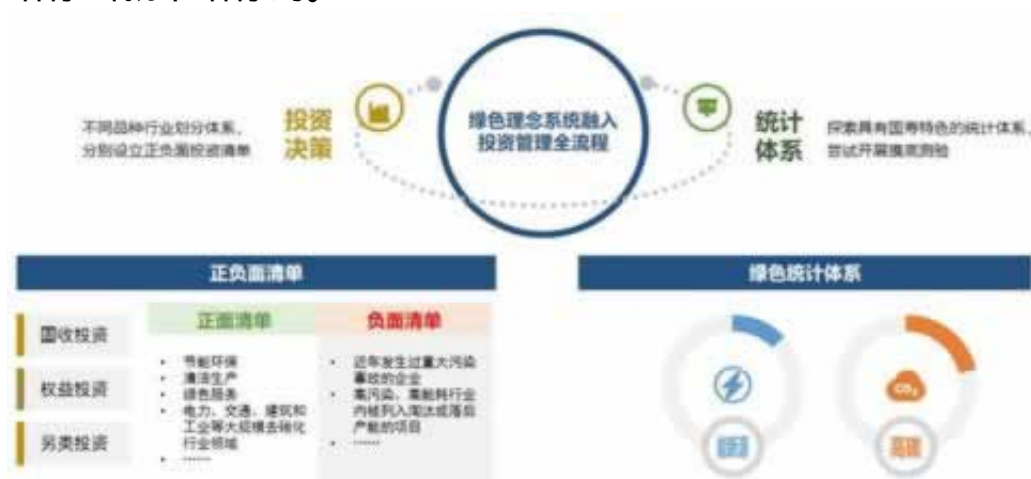 绿色理念系统融入
投资管理全流程
投资
决策
不同品种行业划分体系，
分别设立正负面投资清单
统计
体系
探索具有国寿特色的统计体系，
尝试开展摸底测验
正负面清单
国收投资
权益投资
另类投资
正面清单
• 节能环保
• 清洁生产
• 绿色服务
• 电力、交通、建筑和
工业等大规模去碳化
行业领域
• ……
负面清单
• 近年发生过重大污染
事故的企业
• 高污染、高能耗行业
内被列入淘汰或落后
产能的项目
• ……
绿色统计体系
CO₂
高碳